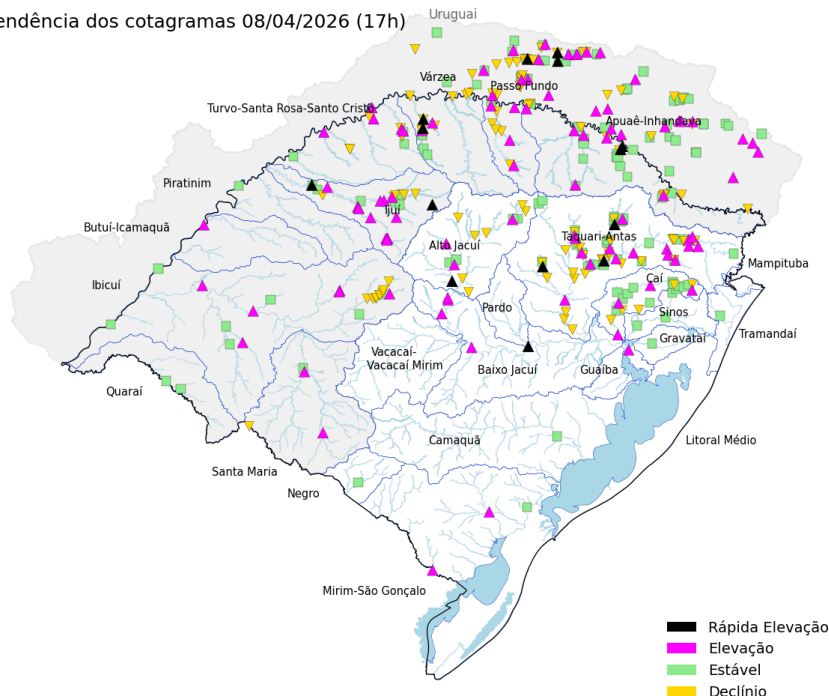 endência dos cotagramas 08/04/2026 (17h)
Uruguai
Várzea
Passo Fundo
Turvo-Santa Rosa-Santo Cristo
Apuaê-Inhandava
Piratinim
Ijuí
Butuí-Icamaquã
Alto Jacuí
Taquari-Antas
Mampituba
Ibicuí
Caí
Pardo
Sinos
Tramandaí
Gravataí
Vacacaí-
Vacacaí Mirim
Baixo Jacuí
Guaíba
Quaraí
Camaquã
Litoral Médio
Santa Maria
Negro
Mirim-São Gonçalo
Rápida Elevação
Elevação
Estável
Declínio